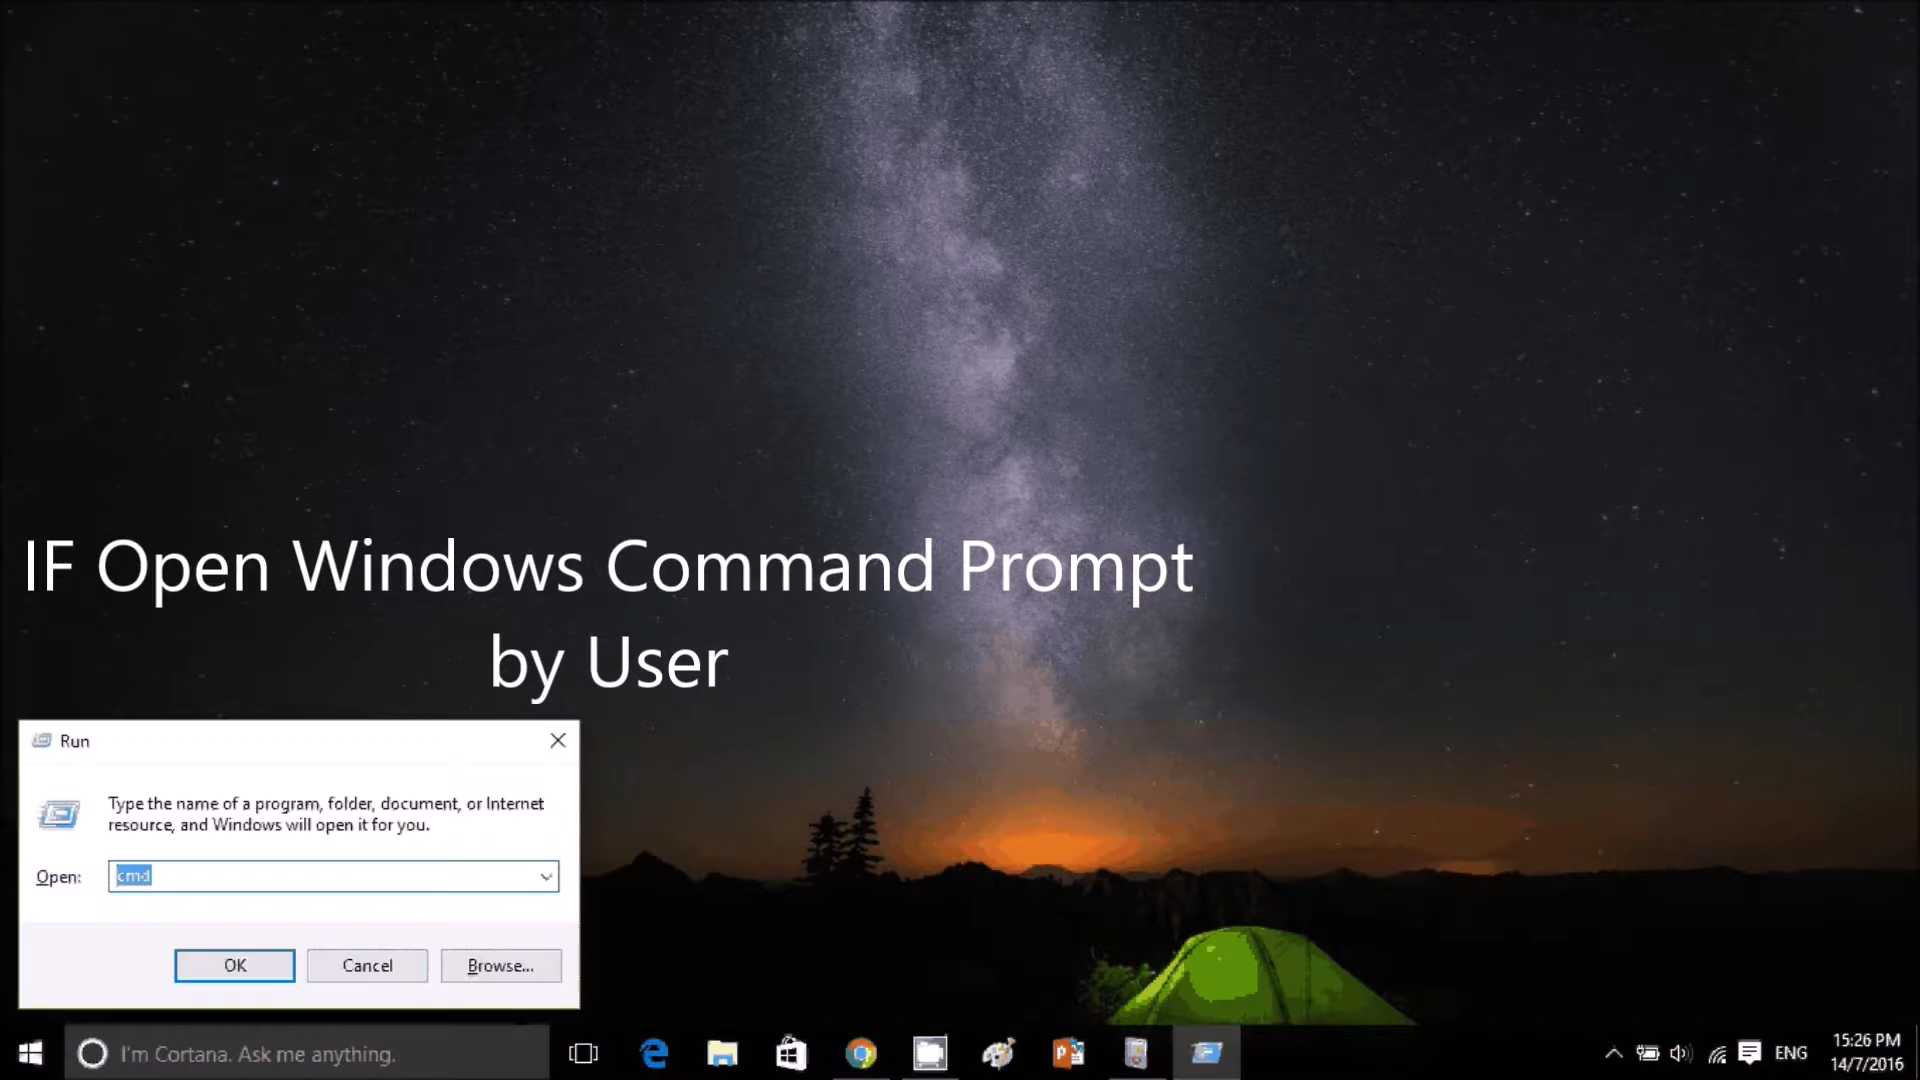 IF Open Windows Command Prompt
by User
Run
Type the name of a program, folder, document, or Internet
resource, and Windows will open it for you.
Open: cmd
OK Cancel Browse...
I'm Cortana. Ask me anything.
ENG
15:26 PM
14/7/2016